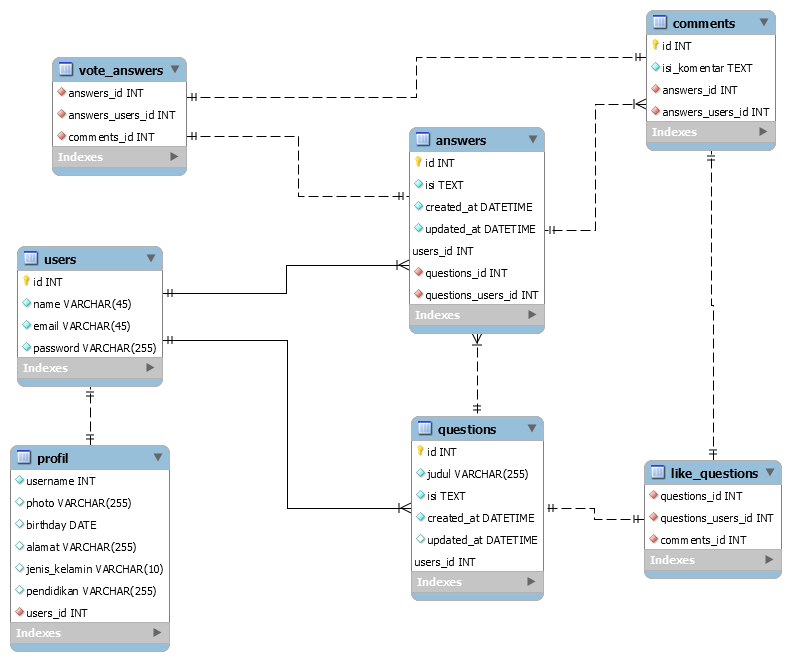 vote_answers
answers_id INT
answers_users_id INT
comments_id INT
Indexes
comments
id INT
isi_komentar TEXT
answers_id INT
answers_users_id INT
Indexes
answers
id INT
isi TEXT
created_at DATETIME
updated_at DATETIME
users_id INT
questions_id INT
questions_users_id INT
Indexes
users
id INT
name VARCHAR(45)
email VARCHAR(45)
password VARCHAR(255)
Indexes
profil
username INT
photo VARCHAR(255)
birthday DATE
alamat VARCHAR(255)
jenis_kelamin VARCHAR(10)
pendidikan VARCHAR(255)
users_id INT
Indexes
questions
id INT
judul VARCHAR(255)
isi TEXT
created_at DATETIME
updated_at DATETIME
users_id INT
Indexes
like_questions
questions_id INT
questions_users_id INT
comments_id INT
Indexes